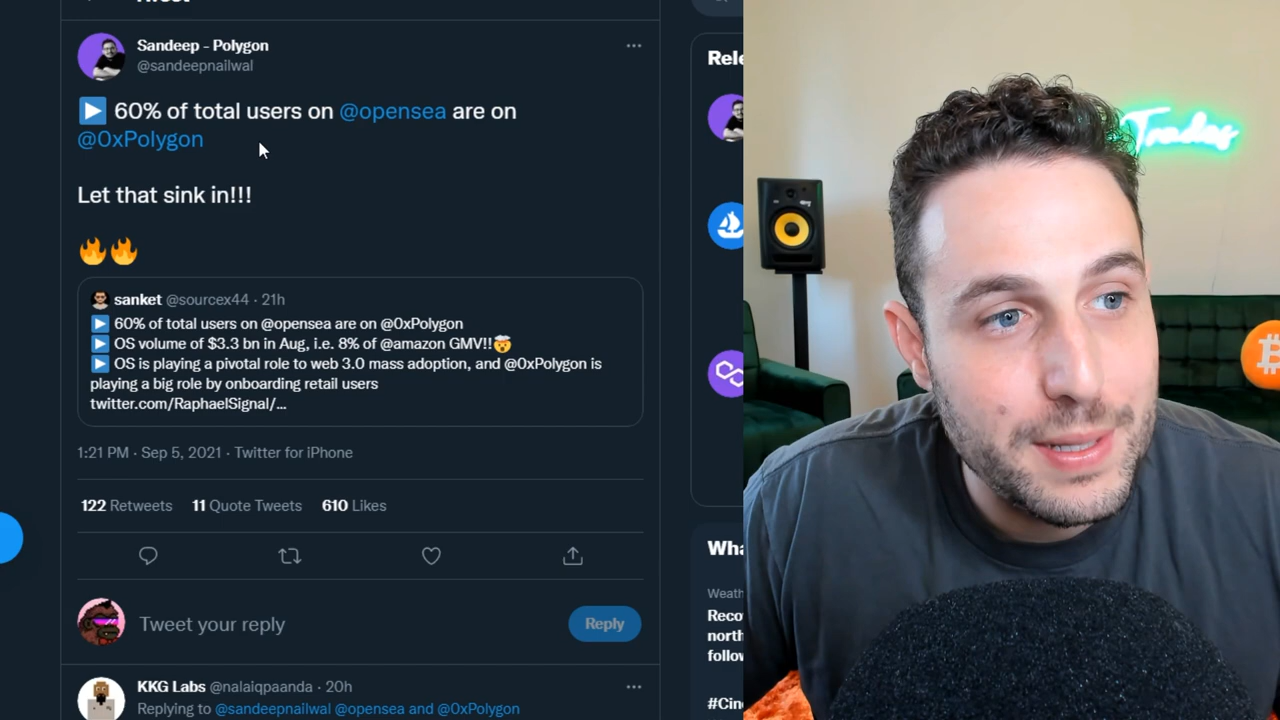 Sandeep - Polygon
@sandeepnailwal
▶ 60% of total users on @opensea are on
@0xPolygon
Let that sink in!!!
🔥🔥
sanket @sourcex44 · 21h
▶ 60% of total users on @opensea are on @0xPolygon
▶ OS volume of $3.3 bn in Aug, i.e. 8% of @amazon GMV!!🤯
▶ OS is playing a pivotal role to web 3.0 mass adoption, and @0xPolygon is
playing a big role by onboarding retail users
twitter.com/RaphaelSignal/...
1:21 PM · Sep 5, 2021 · Twitter for iPhone
122 Retweets 11 Quote Tweets 610 Likes
Tweet your reply
Reply
KKG Labs @nalaiqpaanda · 20h
Replying to @sandeepnailwal @opensea and @0xPolygon
Rele
Wha
Weath
Reco
north
follow
#Cin
Trades